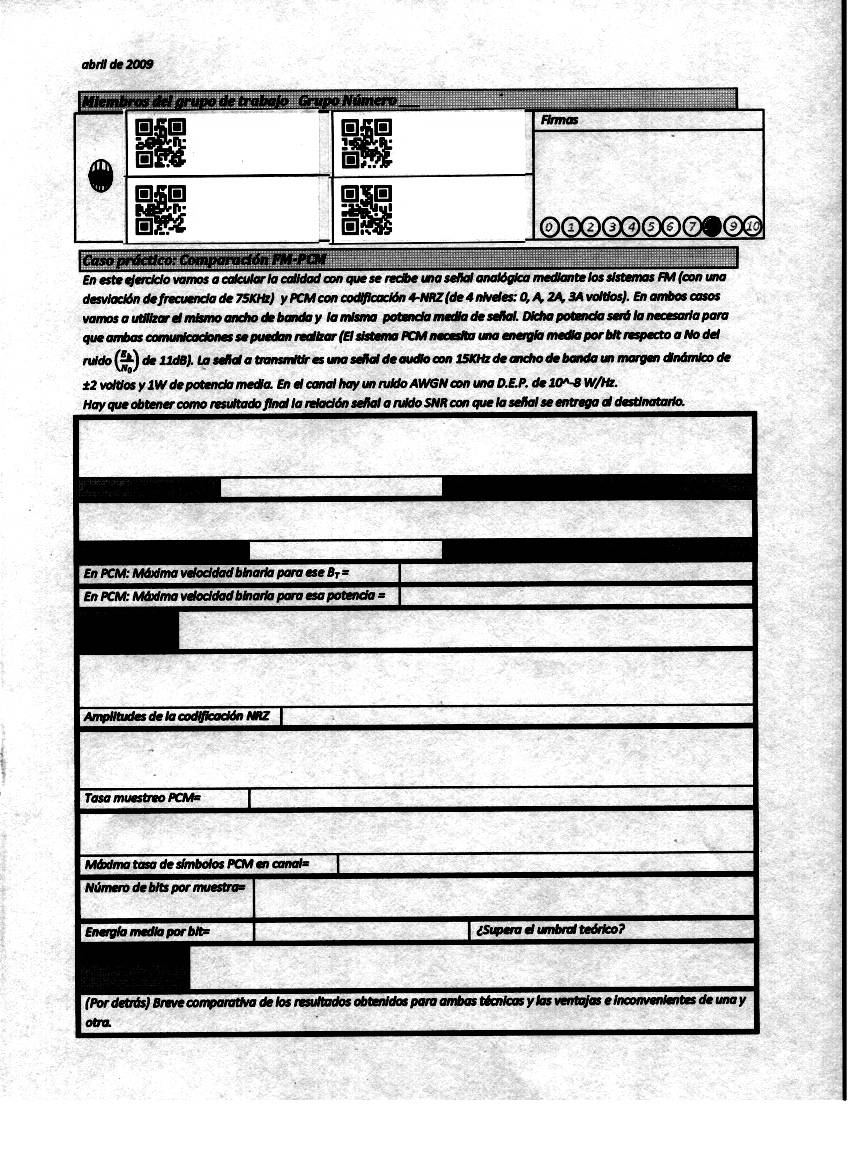 abril de 2009
Miembros del grupo de trabajo Grupo Número___
Firmas
0 1 2 3 4 5 6 7 9 10
Caso práctico: Comparación FM-PCM
En este ejercicio vamos a calcular la calidad con que se recibe una señal analógica mediante los sistemas FM (con una
desviación de frecuencia de 75KHz) y PCM con codificación 4-NRZ (de 4 niveles: 0, A, 2A, 3A voltios). En ambos casos
vamos a utilizar el mismo ancho de banda y la misma potencia media de señal. Dicha potencia será la necesaria para
que ambas comunicaciones se puedan realizar (El sistema PCM necesita una energía media por bit respecto a No del
ruido (E_b/N_0) de 11dB). La señal a transmitir es una señal de audio con 15KHz de ancho de banda un margen dinámico de
±2 voltios y 1W de potencia media. En el canal hay un ruido AWGN con una D.E.P. de 10^-8 W/Hz.
Hay que obtener como resultado final la relación señal a ruido SNR con que la señal se entrega al destinatario.
En PCM: Máxima velocidad binaria para ese B_T =
En PCM: Máxima velocidad binaria para esa potencia =
Amplitudes de la codificación NRZ
Tasa muestreo PCM=
Máxima tasa de símbolos PCM en canal=
Número de bits por muestra=
Energía media por bit= ¿Supera el umbral teórico?
(Por detrás) Breve comparativa de los resultados obtenidos para ambas técnicas y las ventajas e inconvenientes de una y
otra.